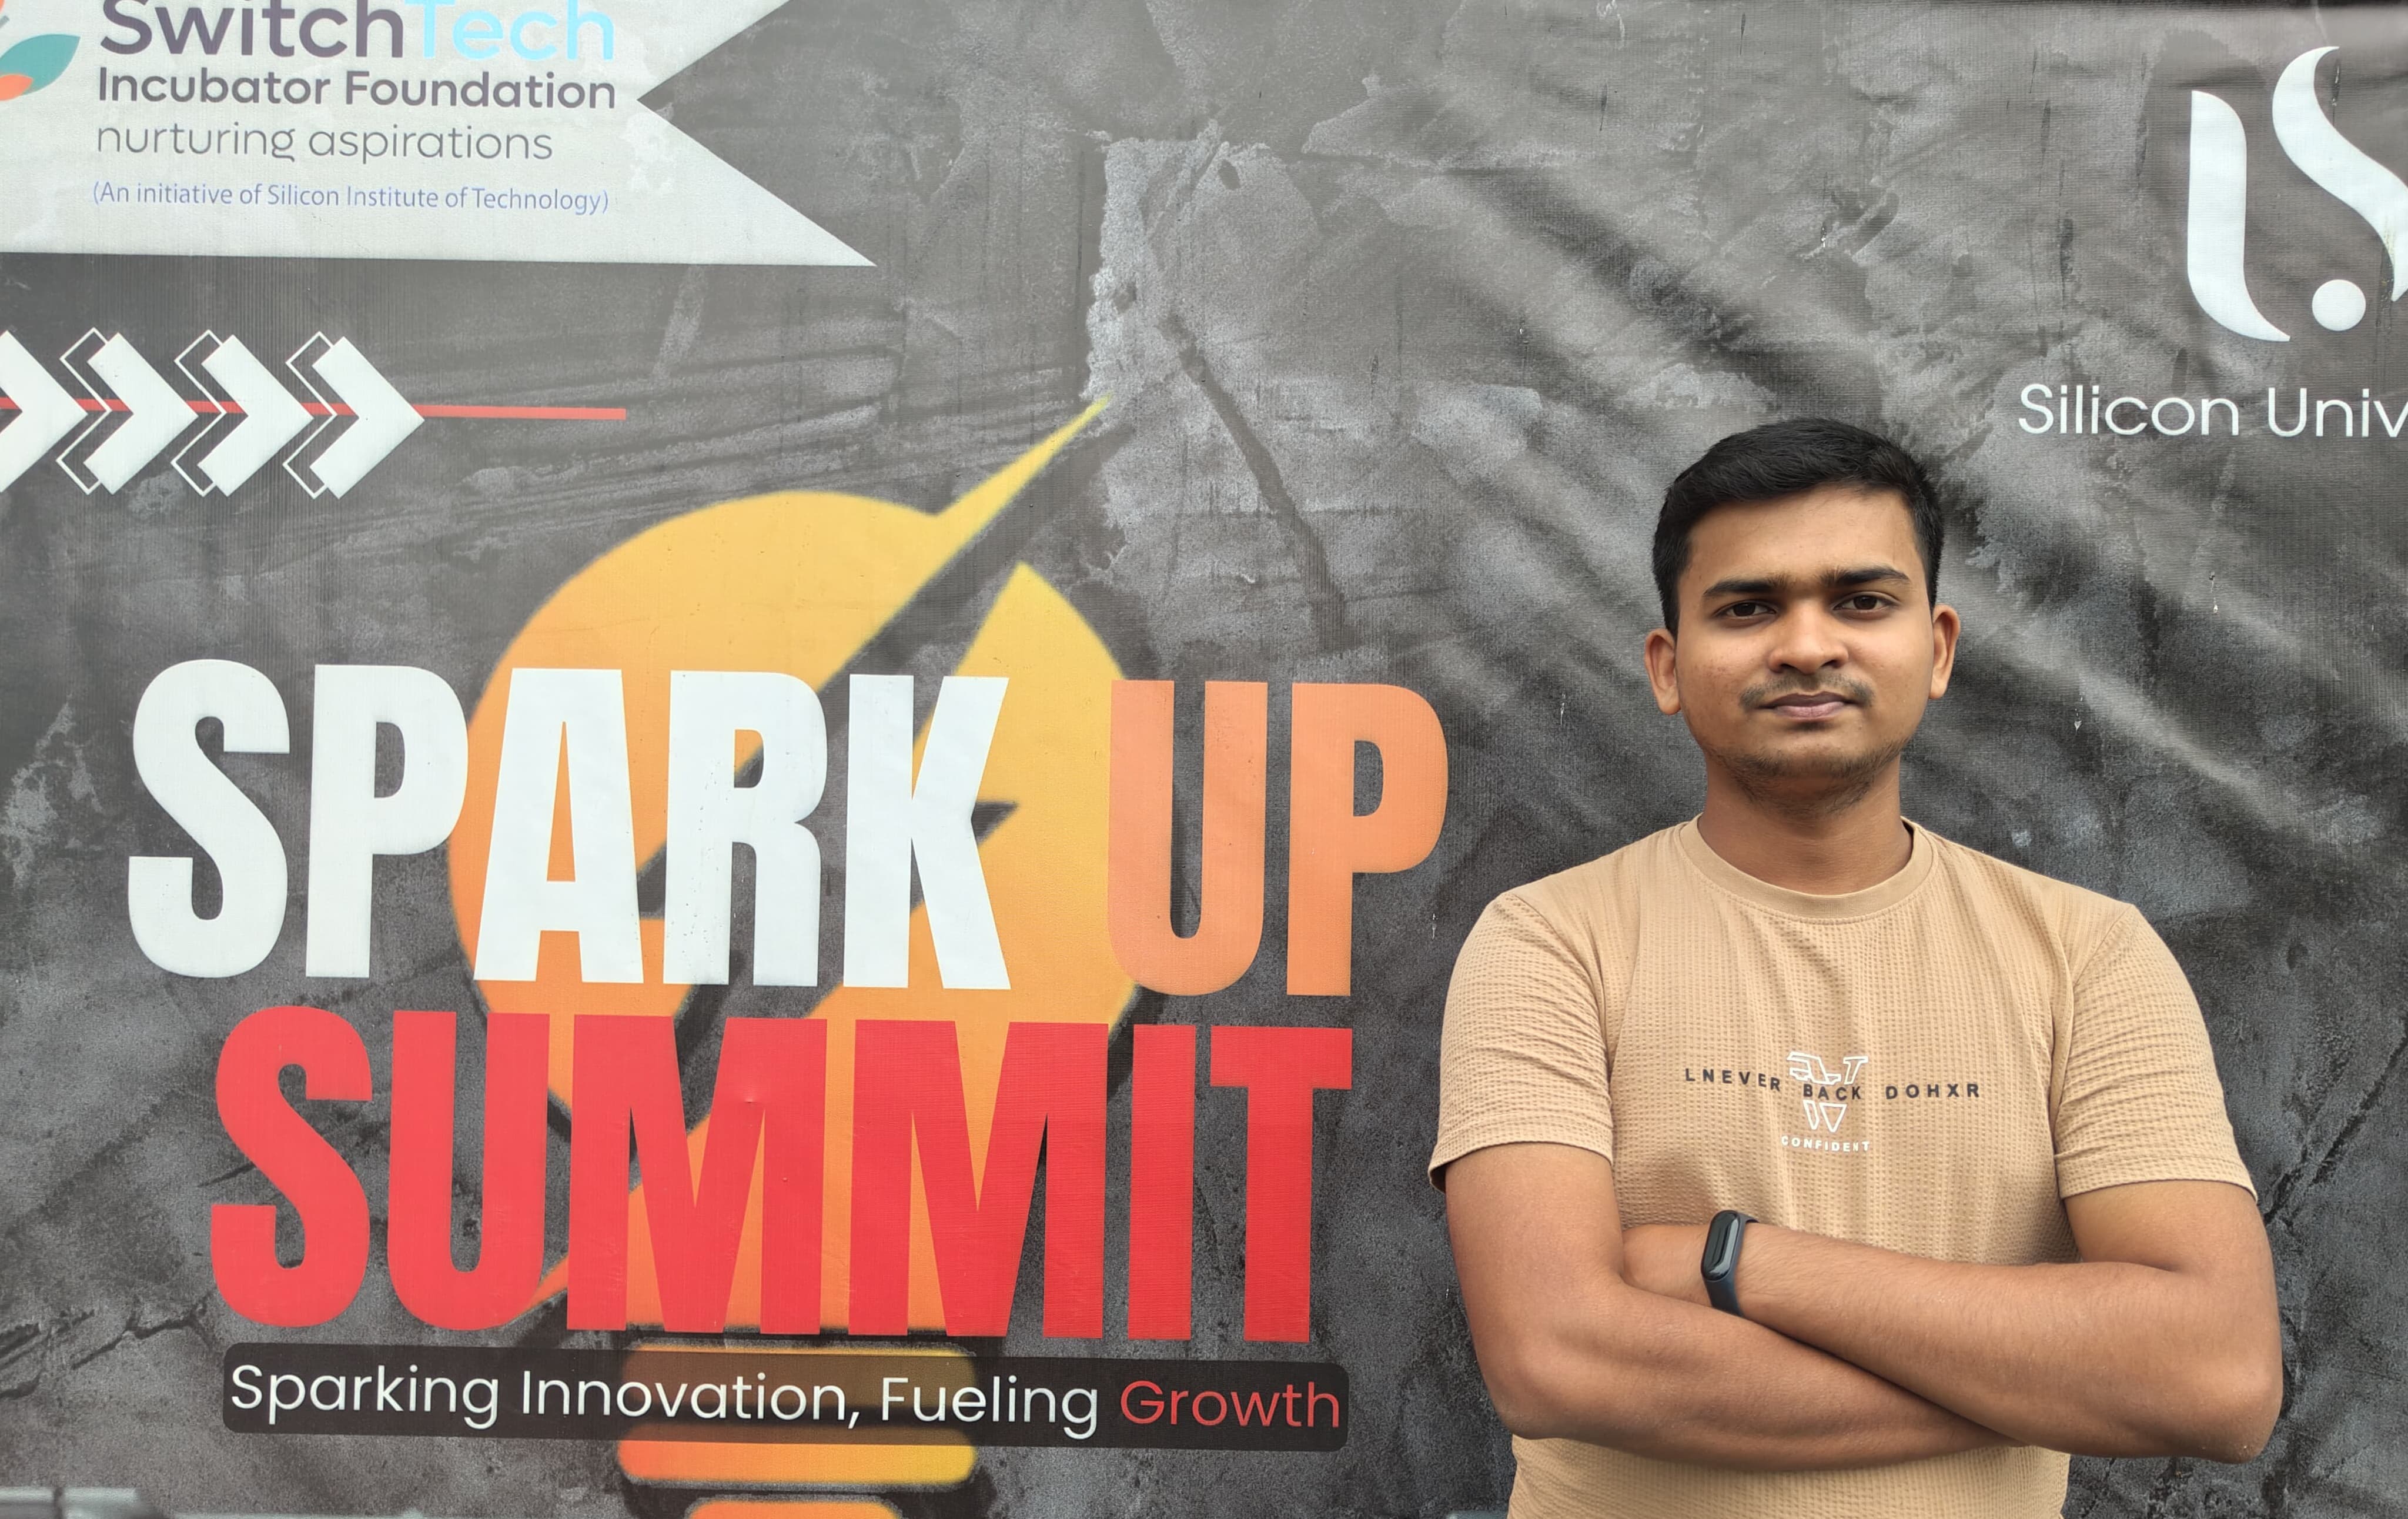 SwitchTech
Incubator Foundation
nurturing aspirations
(An initiative of Silicon Institute of Technology)
Silicon Univ
SPARK UP
SUMMIT
Sparking Innovation, Fueling Growth
LNEVER BACK DOHXR
CONFIDENT